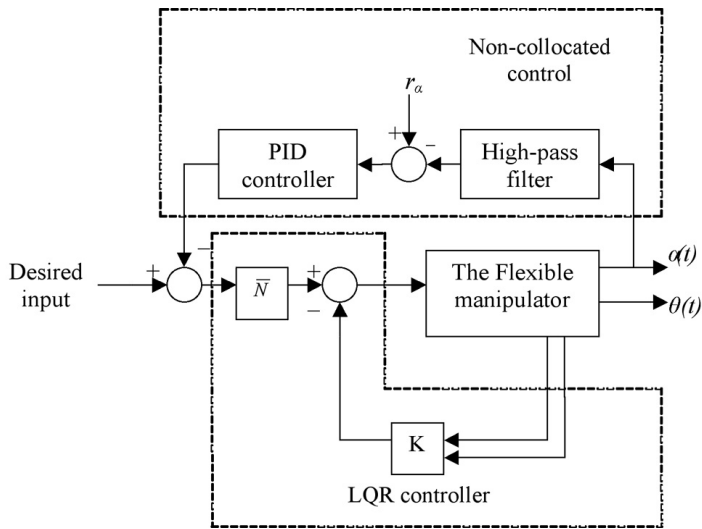 Non-collocated
control
r_α
+
−
PID
controller
High-pass
filter
−
α(t)
Desired
input
+
N̅
+
−
The Flexible
manipulator
θ(t)
K
LQR controller